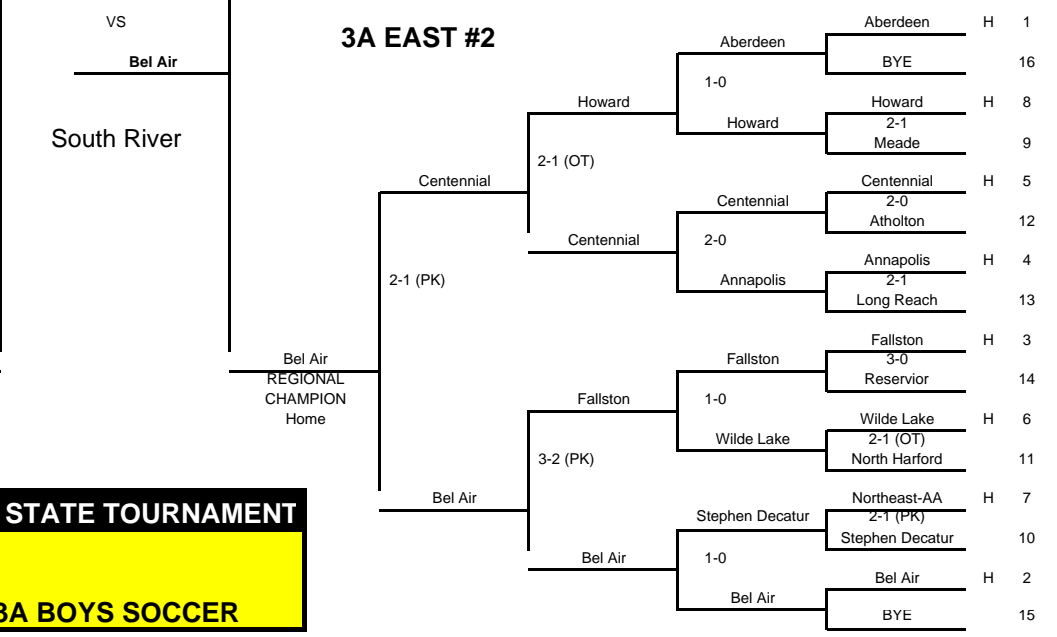 VS
Bel Air
South River
3A EAST #2
Aberdeen H 1
Aberdeen
BYE 16
1-0
Howard
Howard H 8
Howard
2-1
Meade 9
2-1 (OT)
Centennial
Centennial H 5
Centennial
2-0
Atholton 12
Centennial
2-0
Annapolis H 4
2-1 (PK)
Annapolis
2-1
Long Reach 13
Fallston H 3
Bel Air
REGIONAL
CHAMPION
Home
Fallston
3-0
Reservior 14
Fallston
1-0
Wilde Lake H 6
Wilde Lake
2-1 (OT)
North Harford 11
3-2 (PK)
Bel Air
Northeast-AA H 7
Stephen Decatur
2-1 (PK)
Stephen Decatur 10
Bel Air
1-0
Bel Air H 2
Bel Air
BYE 15
STATE TOURNAMENT
3A BOYS SOCCER